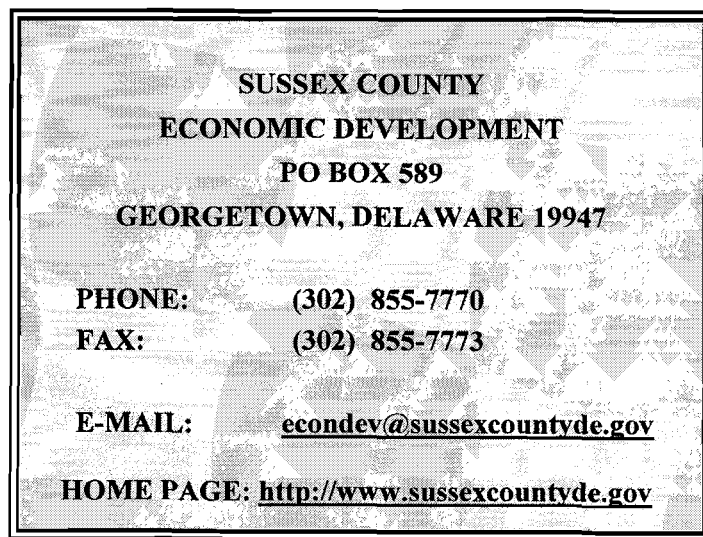 SUSSEX COUNTY
ECONOMIC DEVELOPMENT
PO BOX 589
GEORGETOWN, DELAWARE 19947
PHONE: (302) 855-7770
FAX: (302) 855-7773
E-MAIL: econdev@sussexcountyde.gov
HOME PAGE: http://www.sussexcountyde.gov